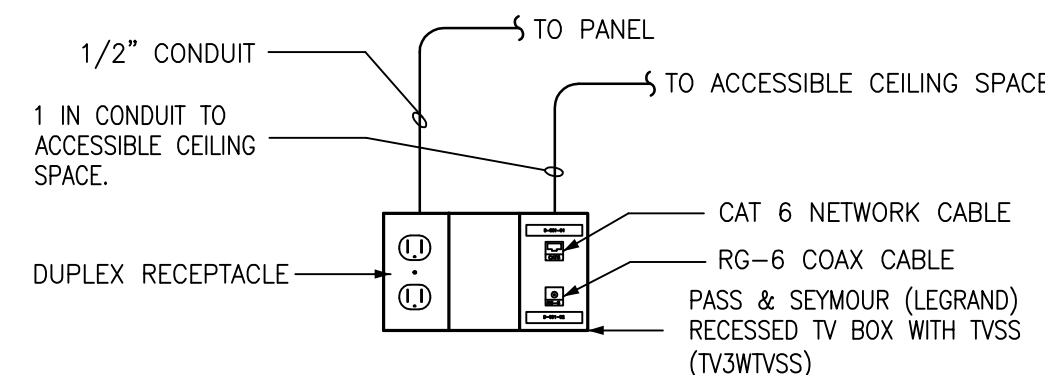 TO PANEL
1/2" CONDUIT
TO ACCESSIBLE CEILING SPACE
1 IN CONDUIT TO
ACCESSIBLE CEILING
SPACE.
CAT 6 NETWORK CABLE
RG-6 COAX CABLE
DUPLEX RECEPTACLE
PASS & SEYMOUR (LEGRAND)
RECESSED TV BOX WITH TVSS
(TV3WTVSS)